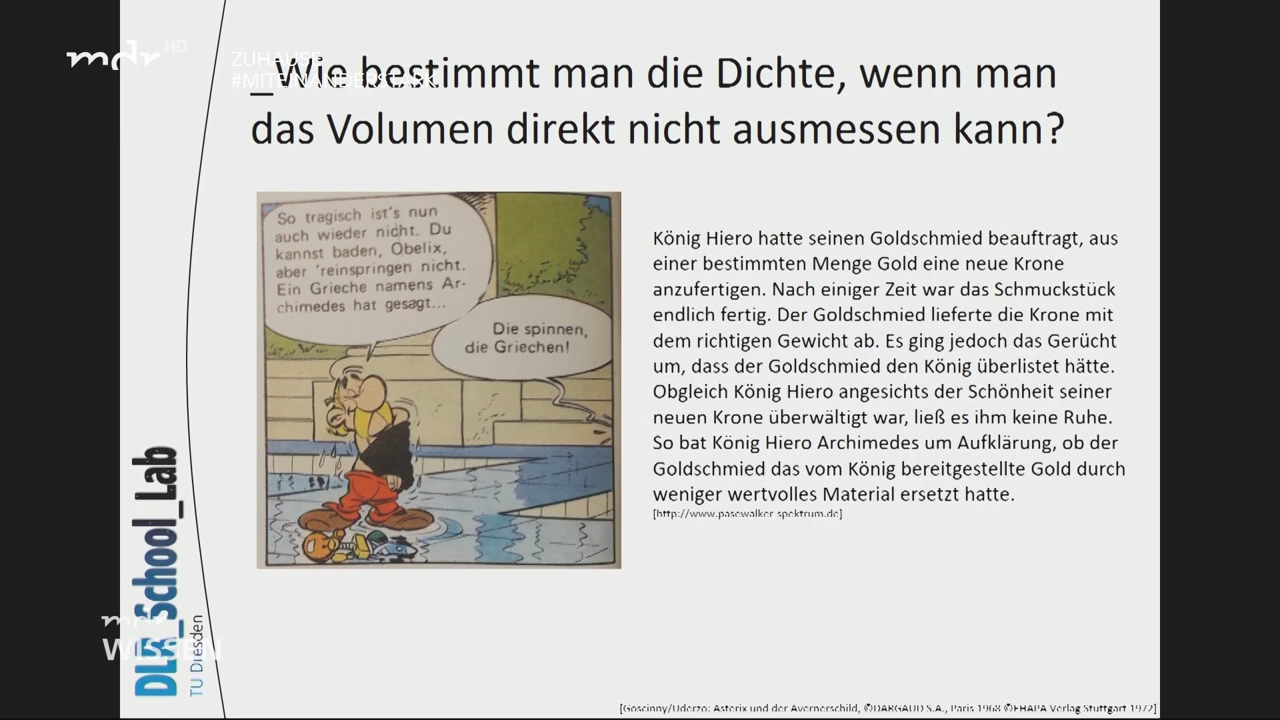 mdr HD
ZUHAUSE
#MITEINANDERSTARK
_Wie bestimmt man die Dichte, wenn man
das Volumen direkt nicht ausmessen kann?
So tragisch ist's nun
auch wieder nicht. Du
kannst baden, Obelix,
aber 'reinspringen nicht.
Ein Grieche namens Ar-
chimedes hat gesagt...
Die spinnen,
die Griechen!
König Hiero hatte seinen Goldschmied beauftragt, aus
einer bestimmten Menge Gold eine neue Krone
anzufertigen. Nach einiger Zeit war das Schmuckstück
endlich fertig. Der Goldschmied lieferte die Krone mit
dem richtigen Gewicht ab. Es ging jedoch das Gerücht
um, dass der Goldschmied den König überlistet hätte.
Obgleich König Hiero angesichts der Schönheit seiner
neuen Krone überwältigt war, ließ es ihm keine Ruhe.
So bat König Hiero Archimedes um Aufklärung, ob der
Goldschmied das vom König bereitgestellte Gold durch
weniger wertvolles Material ersetzt hatte.
[http://www.pasewalker-spektrum.de]
DLR_School_Lab
TU Dresden
mdr
WISSEN
[Goscinny/Uderzo: Asterix und der Avernerschild, ©DARGAUD S.A., Paris 1968 ©EHAPA Verlag Stuttgart 1972]